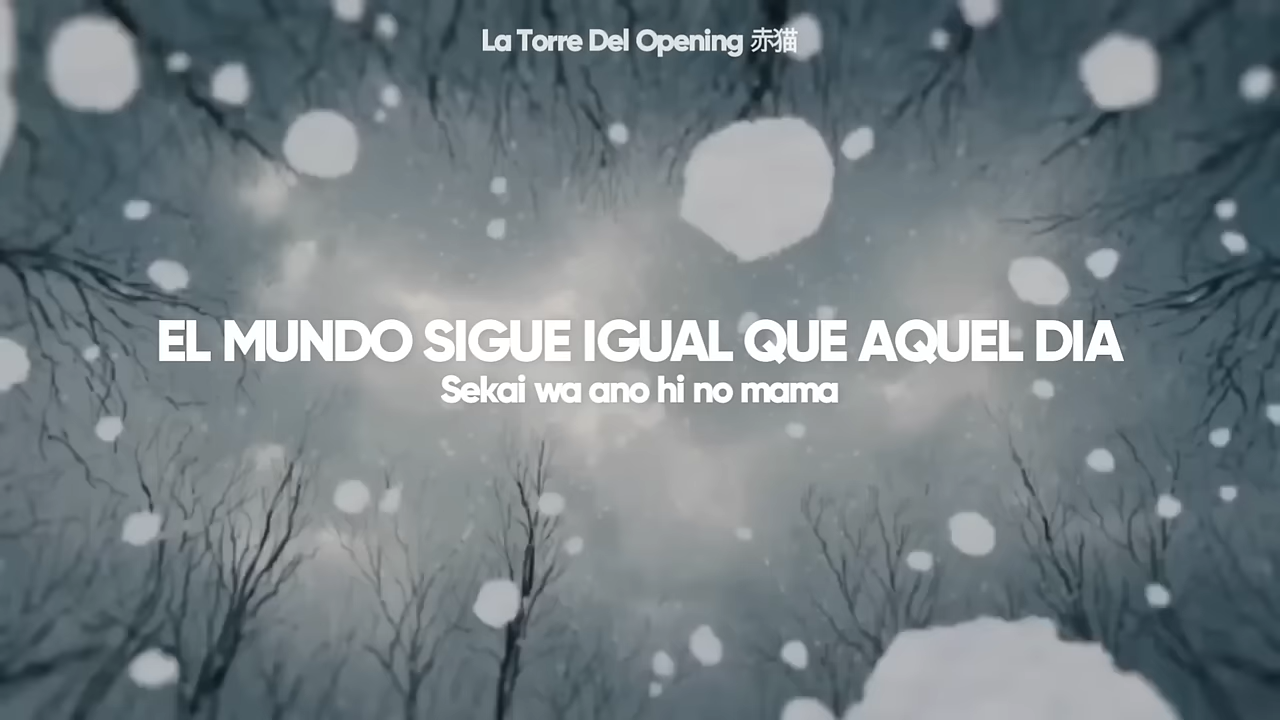 La Torre Del Opening 赤猫
EL MUNDO SIGUE IGUAL QUE AQUEL DIA
Sekai wa ano hi no mama